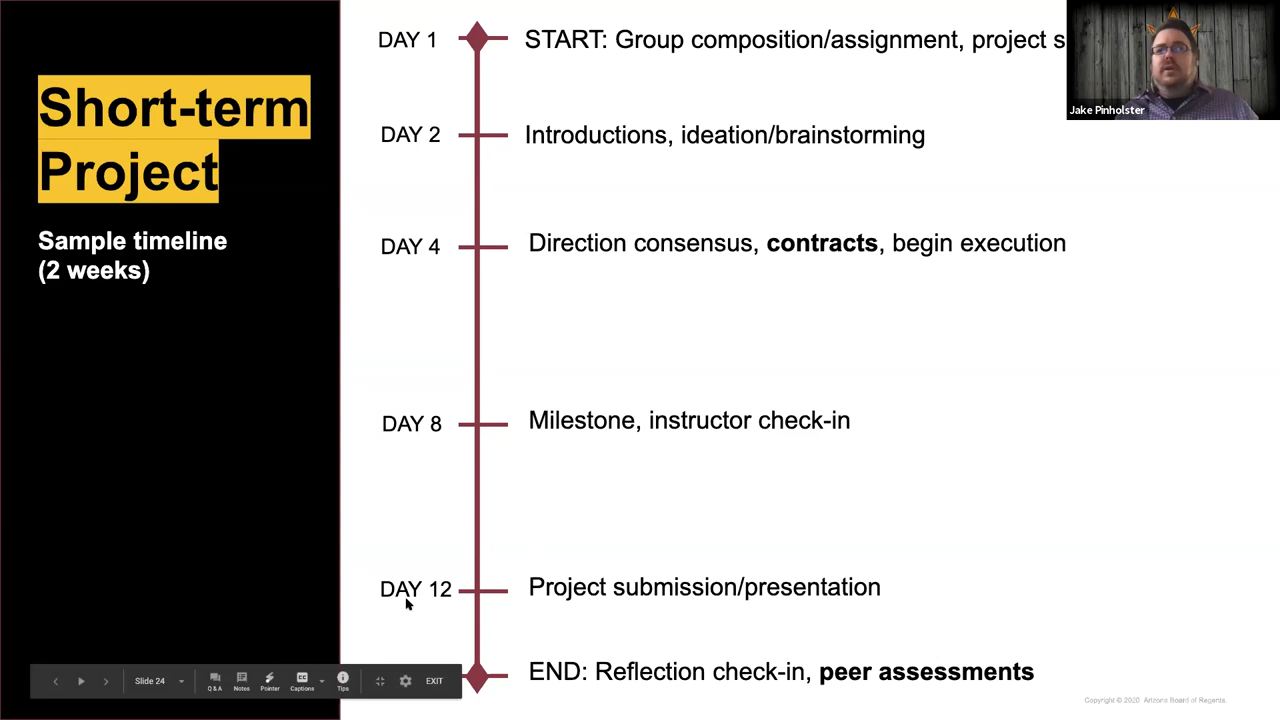 Short-term
Project
Sample timeline
(2 weeks)
DAY 1
START: Group composition/assignment, project s
DAY 2
Introductions, ideation/brainstorming
DAY 4
Direction consensus, contracts, begin execution
DAY 8
Milestone, instructor check-in
DAY 12
Project submission/presentation
END: Reflection check-in, peer assessments
Jake Pinholster
Slide 24
Q & A
Notes
Pointer
Captions
Tips
EXIT
Copyright © 2020 Arizona Board of Regents.